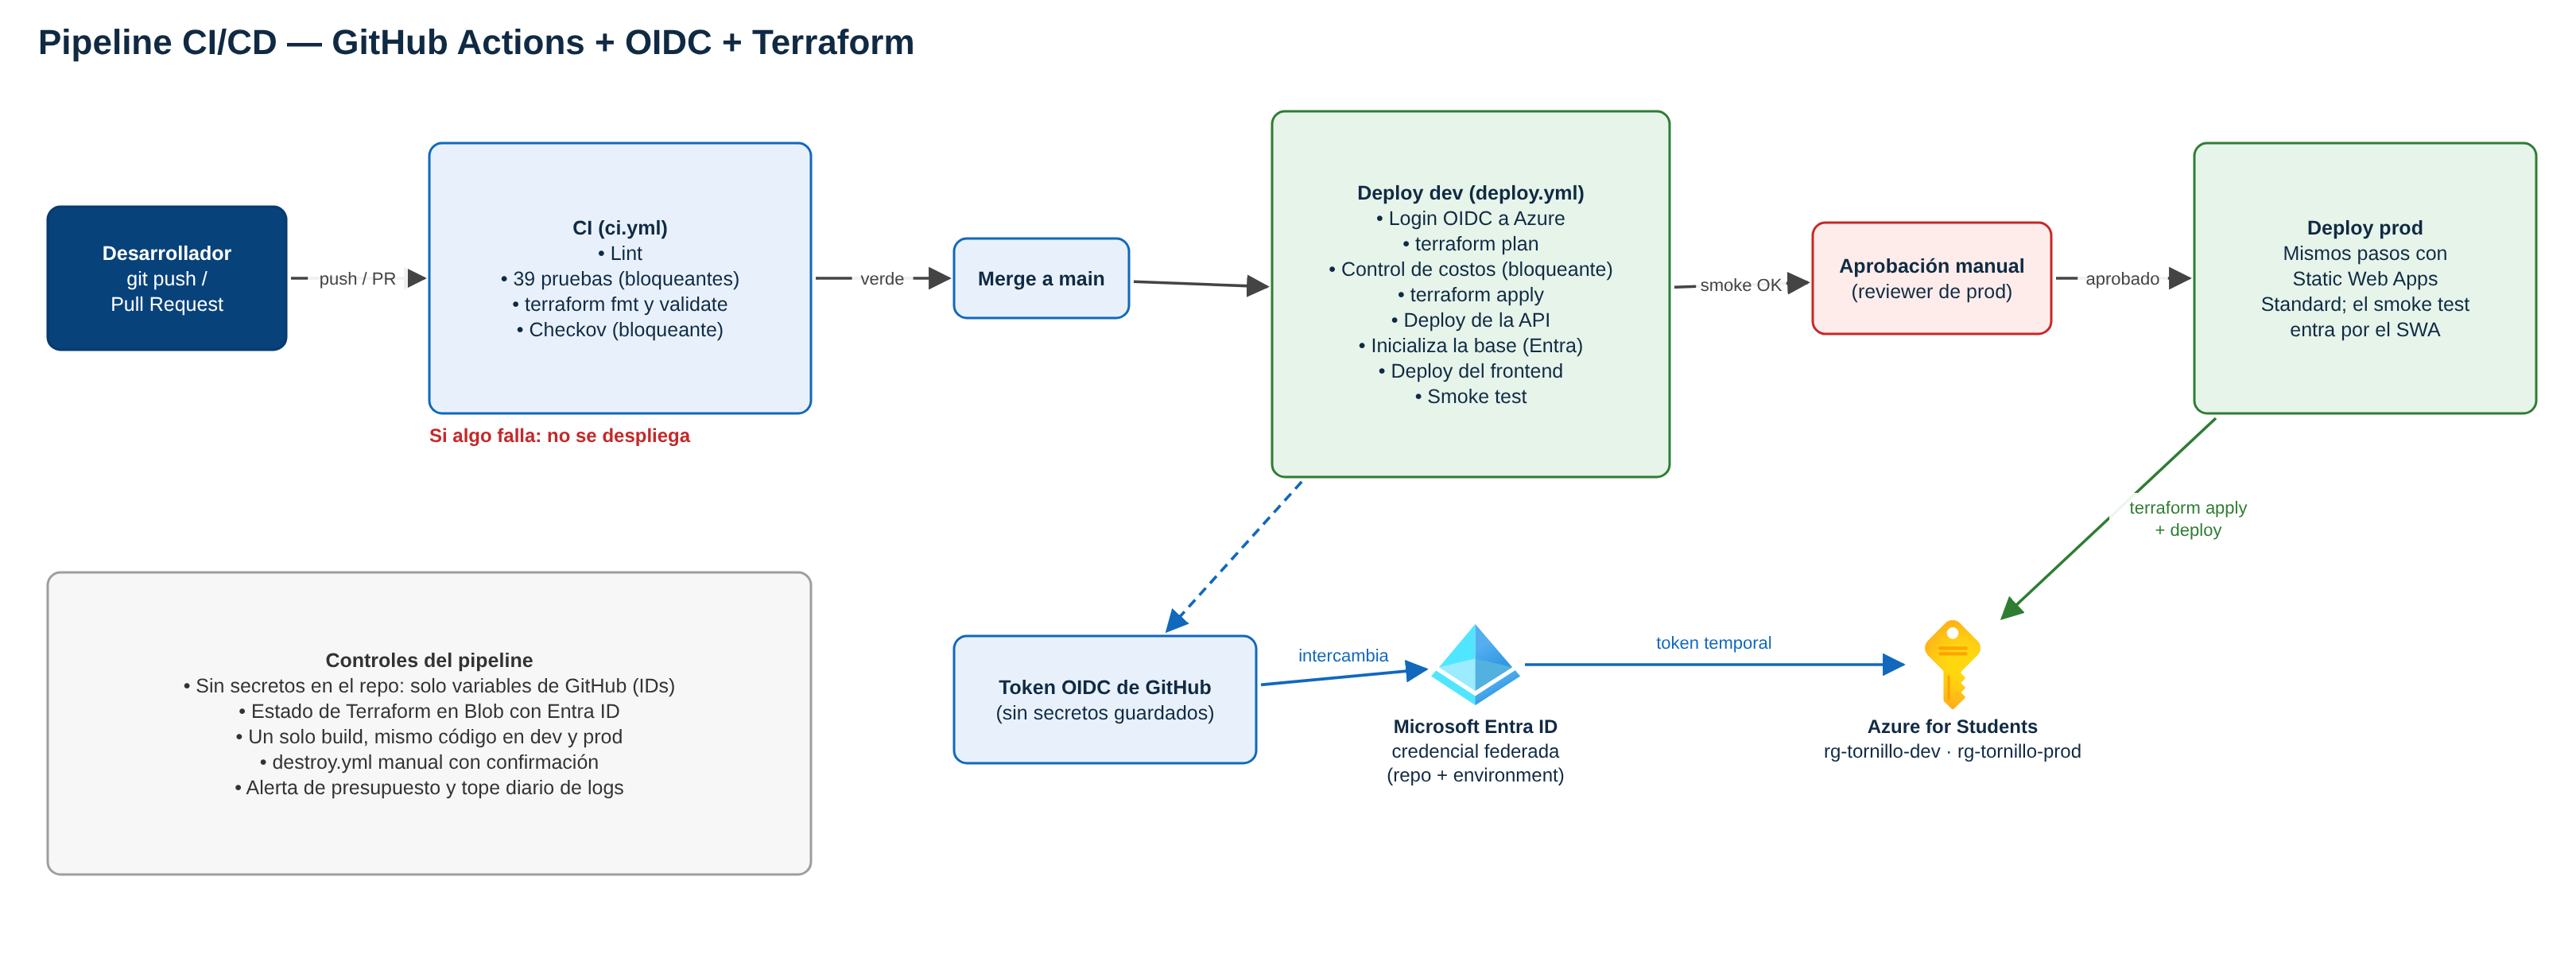 Pipeline CI/CD — GitHub Actions + OIDC + Terraform
Desarrollador
git push /
Pull Request
push / PR
CI (ci.yml)
• Lint
• 39 pruebas (bloqueantes)
• terraform fmt y validate
• Checkov (bloqueante)
Si algo falla: no se despliega
verde
Merge a main
Deploy dev (deploy.yml)
• Login OIDC a Azure
• terraform plan
• Control de costos (bloqueante)
• terraform apply
• Deploy de la API
• Inicializa la base (Entra)
• Deploy del frontend
• Smoke test
smoke OK
Aprobación manual
(reviewer de prod)
aprobado
Deploy prod
Mismos pasos con
Static Web Apps
Standard; el smoke test
entra por el SWA
terraform apply
+ deploy
Controles del pipeline
• Sin secretos en el repo: solo variables de GitHub (IDs)
• Estado de Terraform en Blob con Entra ID
• Un solo build, mismo código en dev y prod
• destroy.yml manual con confirmación
• Alerta de presupuesto y tope diario de logs
Token OIDC de GitHub
(sin secretos guardados)
intercambia
Microsoft Entra ID
credencial federada
(repo + environment)
token temporal
Azure for Students
rg-tornillo-dev · rg-tornillo-prod